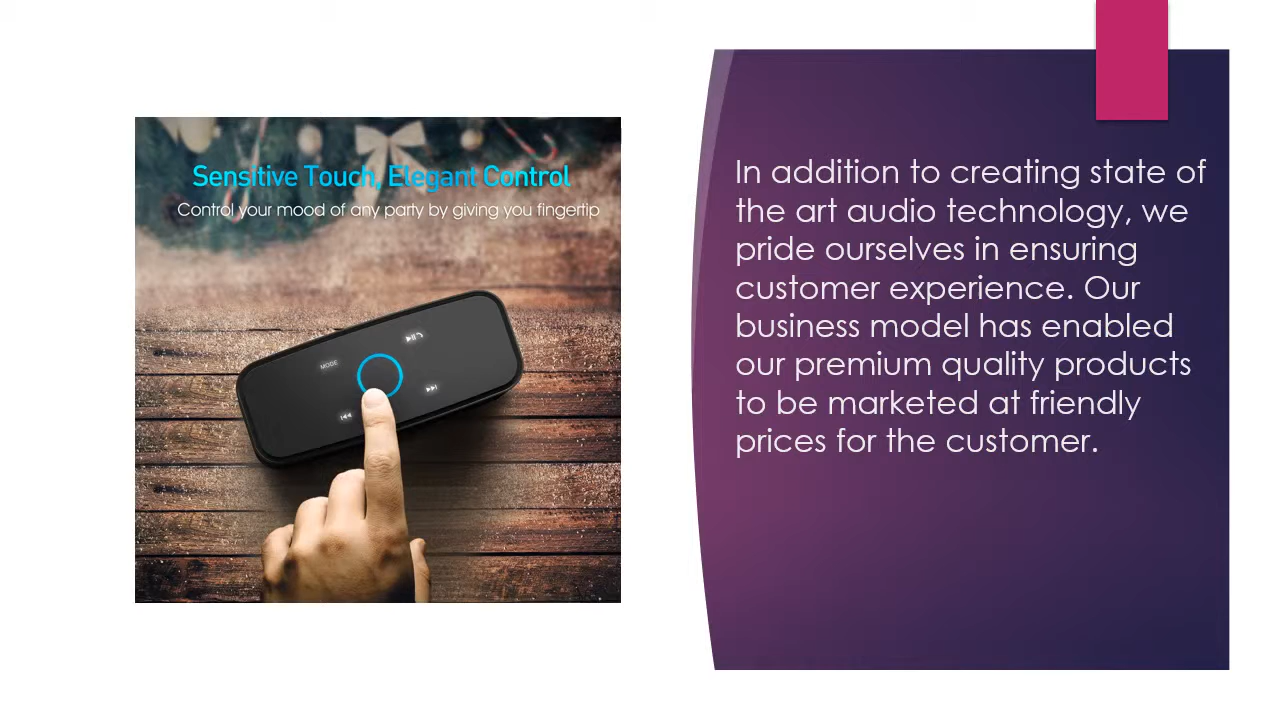 Sensitive Touch, Elegant Control
Control your mood of any party by giving you fingertip
MODE
In addition to creating state of
the art audio technology, we
pride ourselves in ensuring
customer experience. Our
business model has enabled
our premium quality products
to be marketed at friendly
prices for the customer.